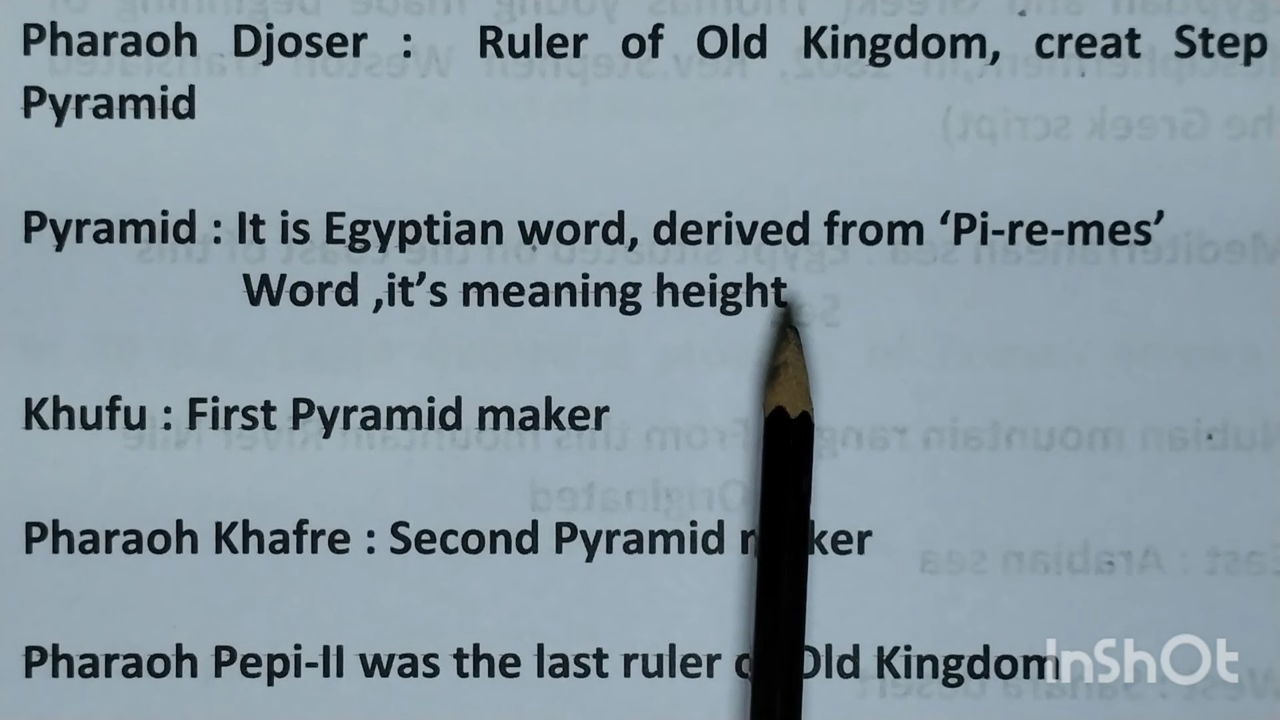 Pharaoh Djoser : Ruler of Old Kingdom, creat Step
Pyramid
Pyramid : It is Egyptian word, derived from ‘Pi-re-mes’
Word ,it’s meaning height
Khufu : First Pyramid maker
Pharaoh Khafre : Second Pyramid maker
Pharaoh Pepi-II was the last ruler of Old Kingdom
InShOt